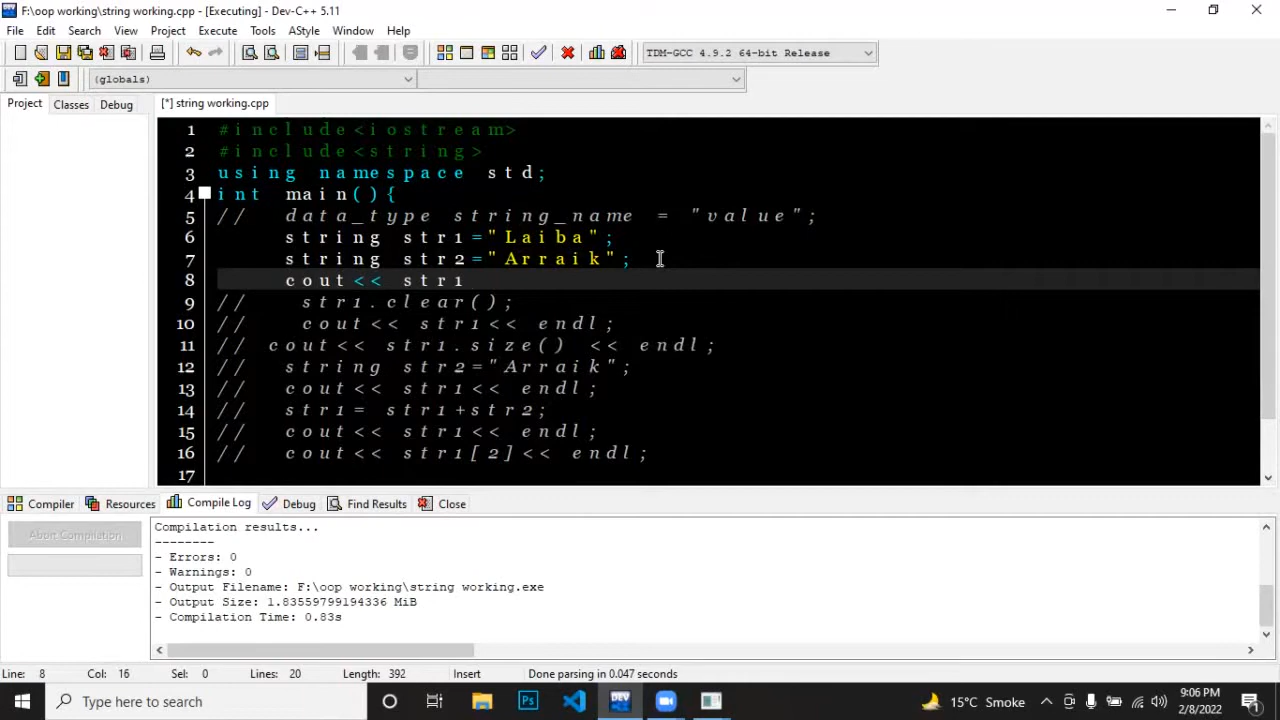 F:\oop working\string working.cpp - [Executing] - Dev-C++ 5.11
File Edit Search View Project Execute Tools AStyle Window Help
TDM-GCC 4.9.2 64-bit Release
(globals)
Project Classes Debug [*] string working.cpp
1 #include<iostream>
2 #include<string>
3 using namespace std;
4 int main(){
5 // data_type string_name = "value";
6 string str1="Laiba";
7 string str2="Arraik";
8 cout<< str1
9 // str1.clear();
10 // cout<< str1<< endl;
11 // cout<< str1.size() << endl;
12 // string str2="Arraik";
13 // cout<< str1<< endl;
14 // str1= str1+str2;
15 // cout<< str1<< endl;
16 // cout<< str1[2]<< endl;
17
Compiler Resources Compile Log Debug Find Results Close
Abort Compilation
Compilation results...
--------
- Errors: 0
- Warnings: 0
- Output Filename: F:\oop working\string working.exe
- Output Size: 1.83559799194336 MiB
- Compilation Time: 0.83s
Line: 8 Col: 16 Sel: 0 Lines: 20 Length: 392 Insert Done parsing in 0.047 seconds
Type here to search
Ps
DEV
15°C Smoke
9:06 PM
2/8/2022
1